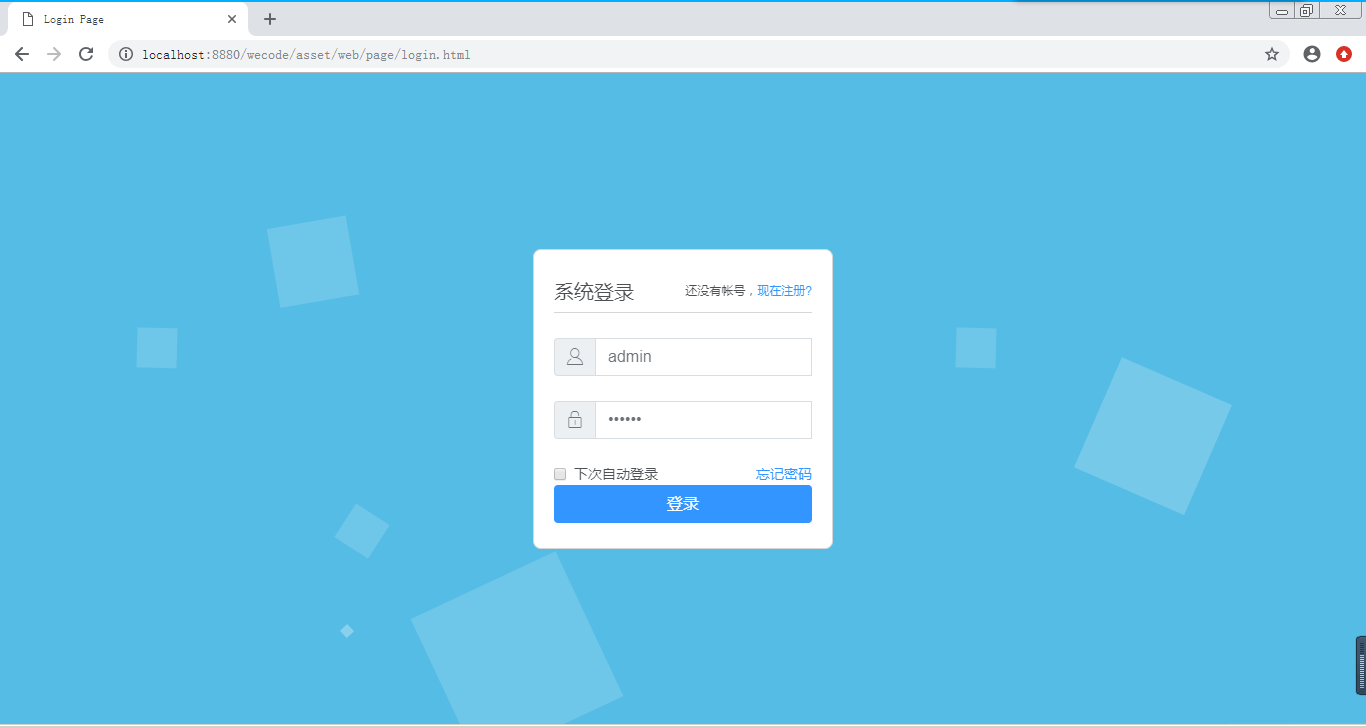 Login Page
localhost:8880/wecode/asset/web/page/login.html
系统登录 还没有帐号，现在注册?
admin
••••••
下次自动登录 忘记密码
登录